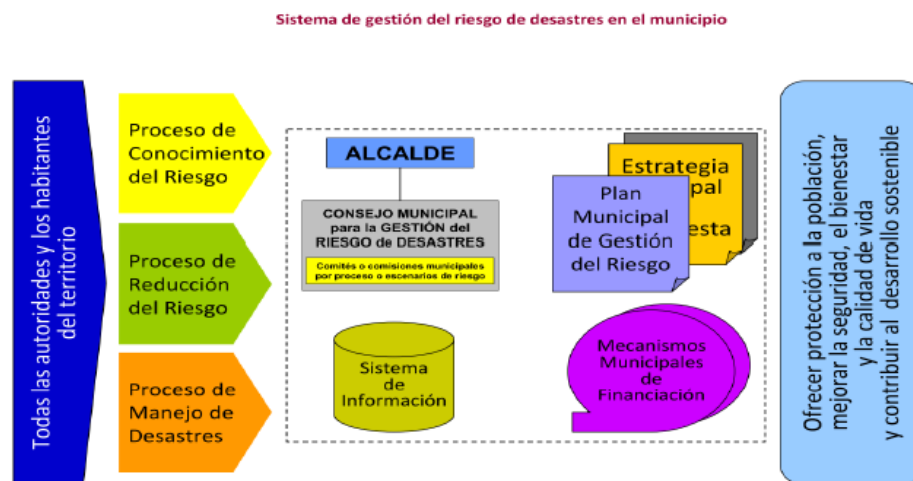 Sistema de gestión del riesgo de desastres en el municipio
Todas las autoridades y los habitantes
del territorio
Proceso de
Conocimiento
del Riesgo
Proceso de
Reducción
del Riesgo
Proceso de
Manejo de
Desastres
ALCALDE
CONSEJO MUNICIPAL
para la GESTIÓN del
RIESGO de DESASTRES
Comités o comisiones municipales
por proceso o escenarios de riesgo
Sistema
de
Información
Estrategia
Plan
Municipal
de Gestión
del Riesgo
Mecanismos
Municipales
de
Financiación
Ofrecer protección a la población,
mejorar la seguridad, el bienestar
y la calidad de vida
y contribuir al desarrollo sostenible